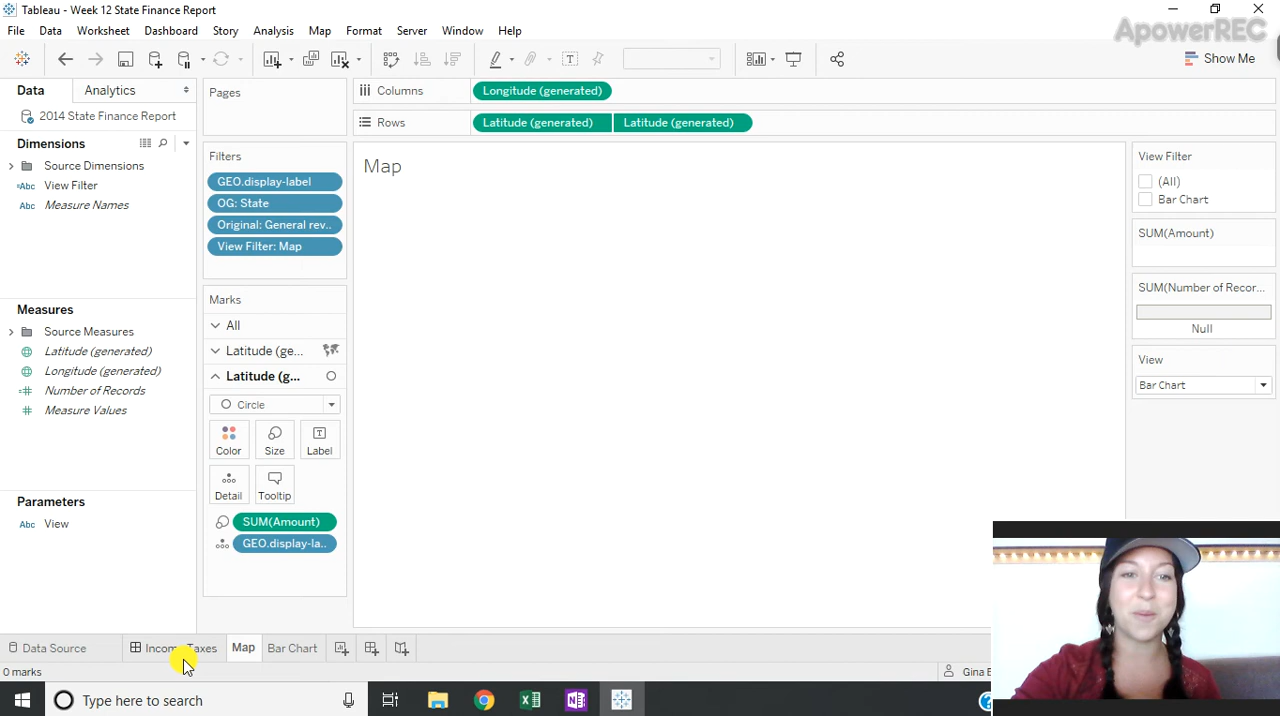 Tableau - Week 12 State Finance Report
ApowerREC
File Data Worksheet Dashboard Story Analysis Map Format Server Window Help
Show Me
Data
Analytics
2014 State Finance Report
Dimensions
Source Dimensions
Abc View Filter
Abc Measure Names
Measures
Source Measures
Latitude (generated)
Longitude (generated)
Number of Records
Measure Values
Parameters
Abc View
Pages
Filters
GEO.display-label
OG: State
Original: General rev..
View Filter: Map
Marks
All
Latitude (ge...
Latitude (g...
Circle
Color
Size
Label
Detail
Tooltip
SUM(Amount)
GEO.display-la..
Columns
Longitude (generated)
Rows
Latitude (generated)
Latitude (generated)
Map
View Filter
(All)
Bar Chart
SUM(Amount)
SUM(Number of Recor...
Null
View
Bar Chart
Data Source
Income Taxes
Map
Bar Chart
0 marks
Type here to search